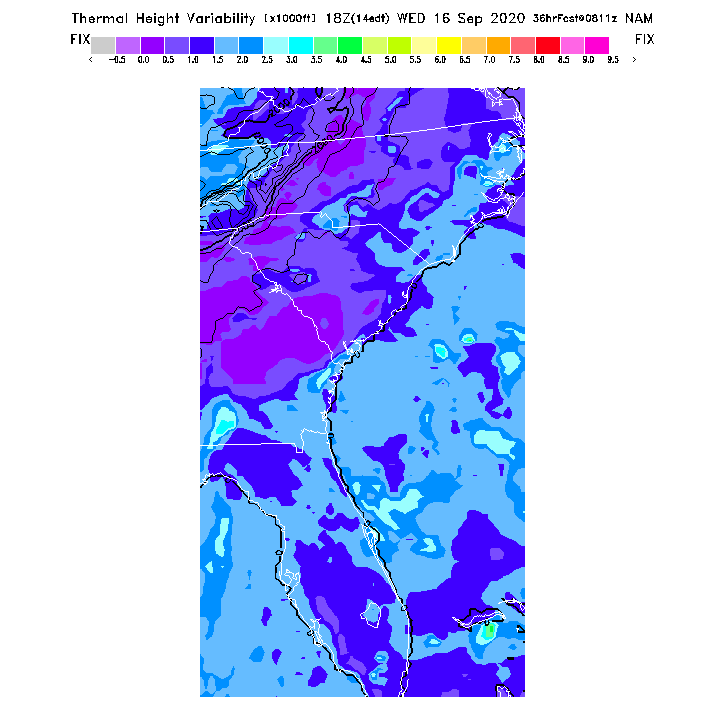 Thermal Height Variability [x1000ft] 18Z(14edt) WED 16 Sep 2020 36hrFcst@0811z NAM
FIX FIX
< -0.5 0.0 0.5 1.0 1.5 2.0 2.5 3.0 3.5 4.0 4.5 5.0 5.5 6.0 6.5 7.0 7.5 8.0 8.5 9.0 9.5 >